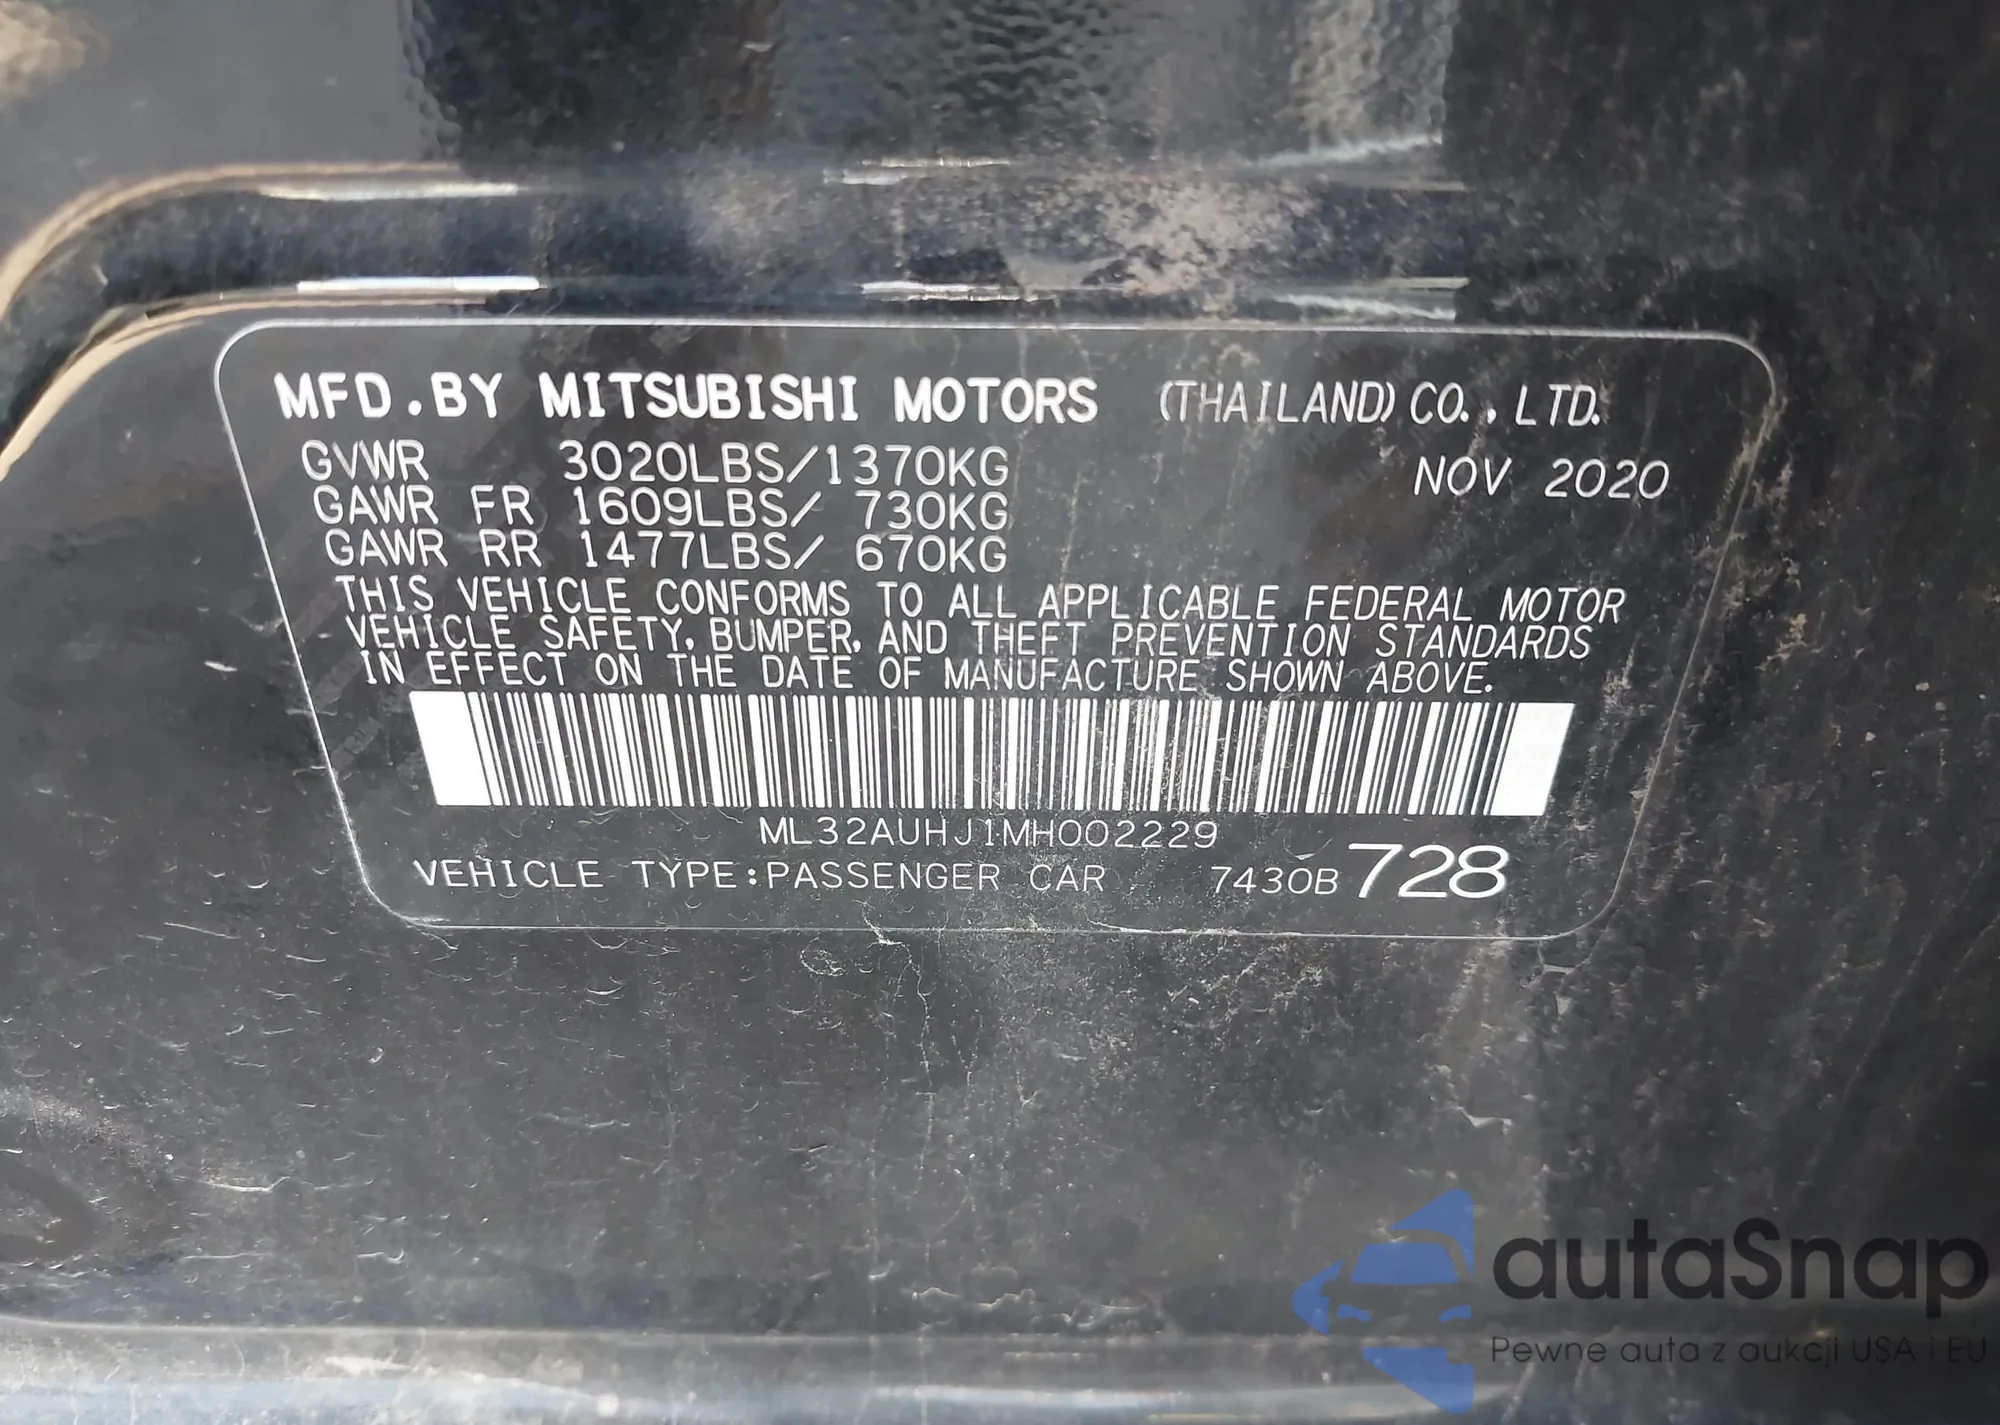 MFD.BY MITSUBISHI MOTORS (THAILAND) CO., LTD.
GVWR 3020LBS/1370KG NOV 2020
GAWR FR 1609LBS/ 730KG
GAWR RR 1477LBS/ 670KG
THIS VEHICLE CONFORMS TO ALL APPLICABLE FEDERAL MOTOR
VEHICLE SAFETY, BUMPER, AND THEFT PREVENTION STANDARDS
IN EFFECT ON THE DATE OF MANUFACTURE SHOWN ABOVE.
ML32AUHJ1MH002229
VEHICLE TYPE:PASSENGER CAR 7430B 728
autaSnap
Pewne auta z aukcji USA i EU